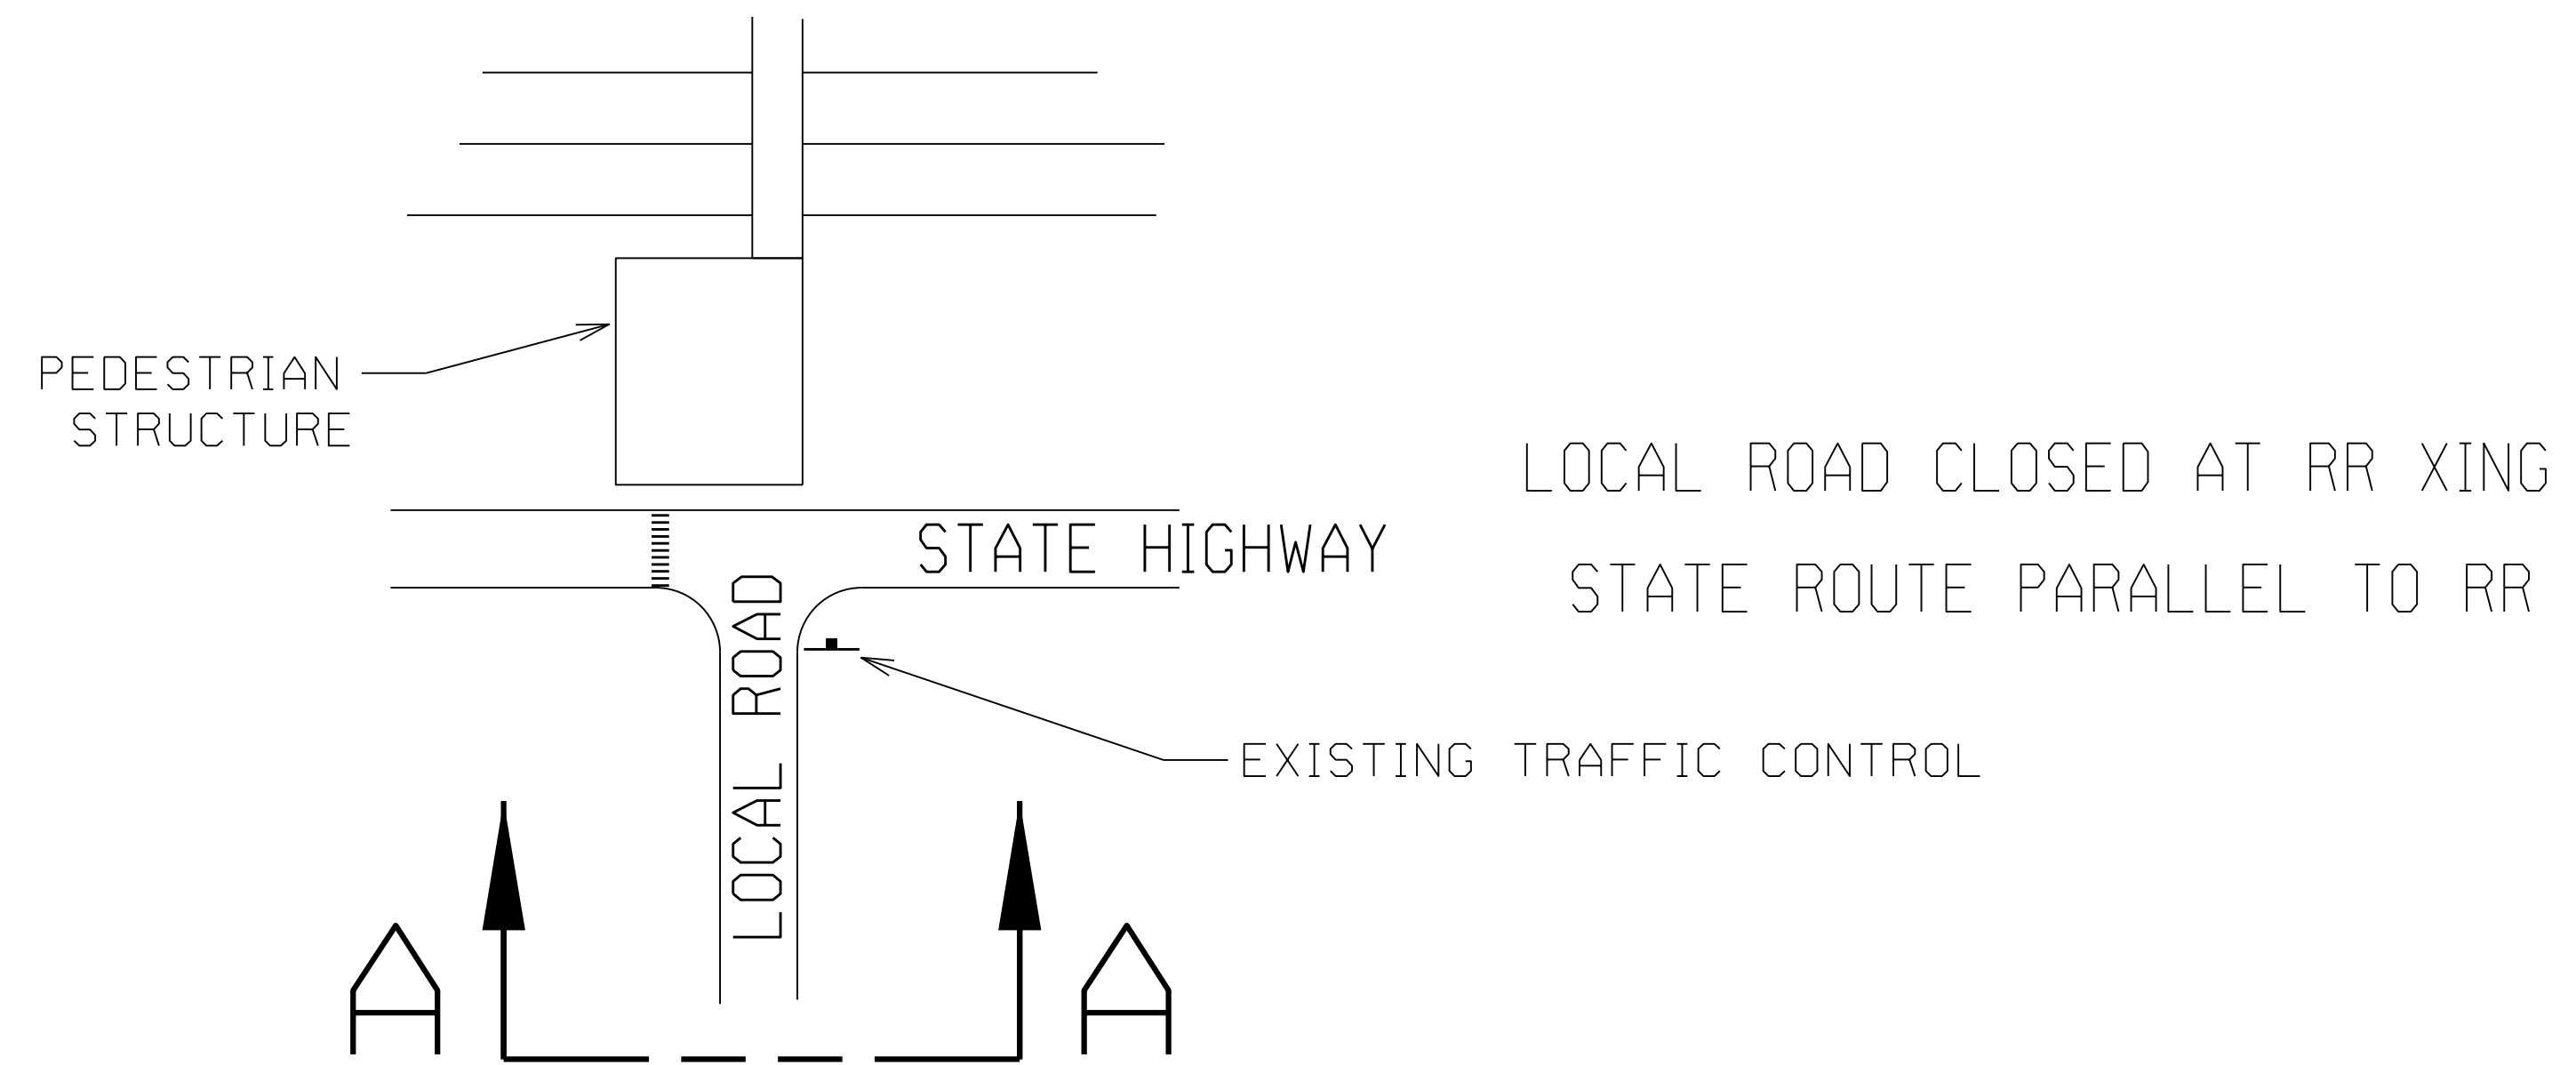 PEDESTRIAN
STRUCTURE
LOCAL ROAD CLOSED AT RR XING
STATE HIGHWAY
STATE ROUTE PARALLEL TO RR
LOCAL ROAD
EXISTING TRAFFIC CONTROL
A
A